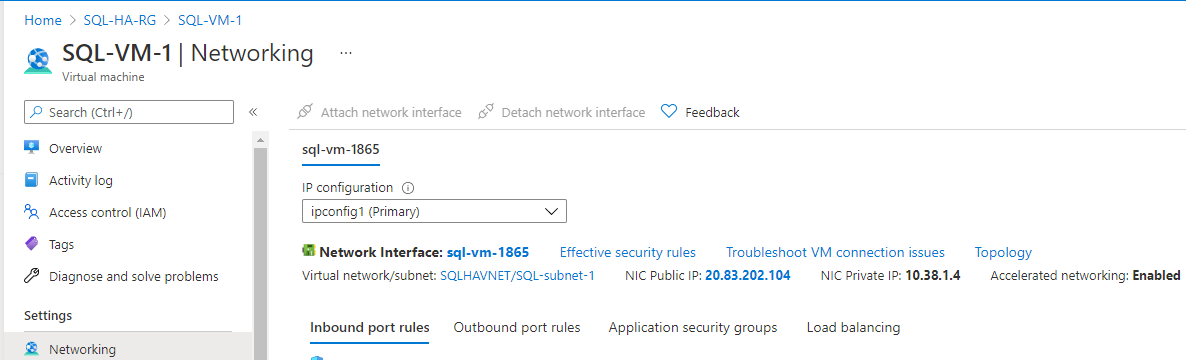 Home > SQL-HA-RG > SQL-VM-1
SQL-VM-1 | Networking ...
Virtual machine
Search (Ctrl+/)
«
Attach network interface
Detach network interface
Feedback
Overview
Activity log
Access control (IAM)
Tags
Diagnose and solve problems
Settings
Networking
sql-vm-1865
IP configuration
ipconfig1 (Primary)
Network Interface: sql-vm-1865 Effective security rules Troubleshoot VM connection issues Topology
Virtual network/subnet: SQLHAVNET/SQL-subnet-1 NIC Public IP: 20.83.202.104 NIC Private IP: 10.38.1.4 Accelerated networking: Enabled
Inbound port rules Outbound port rules Application security groups Load balancing